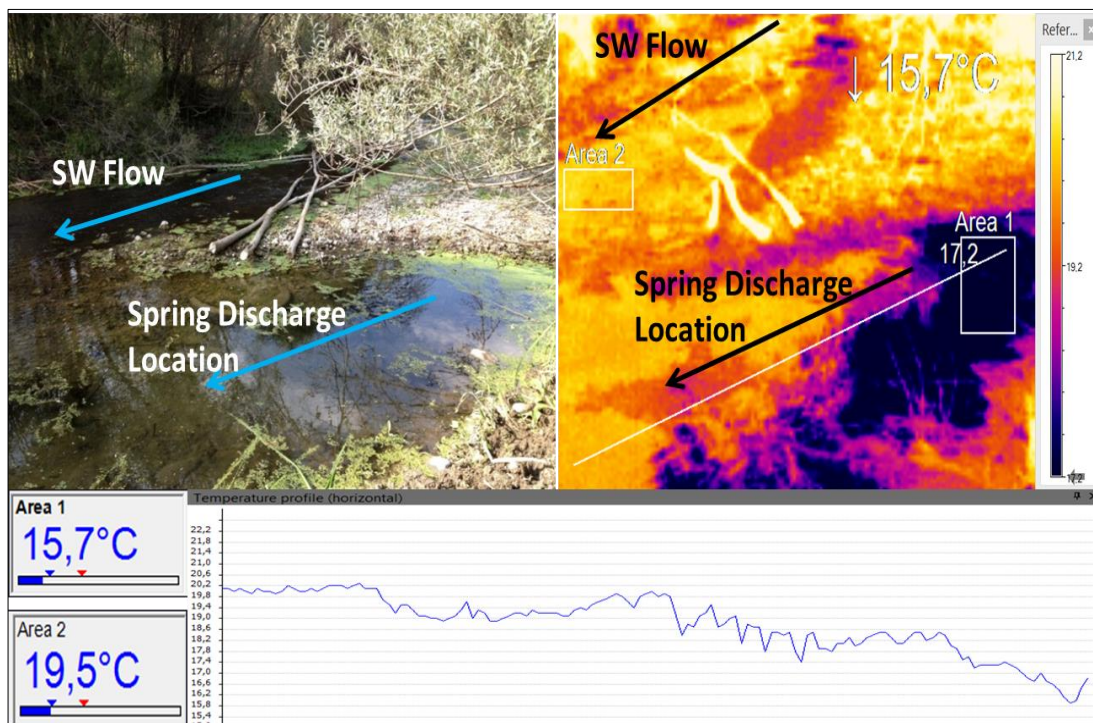 SW Flow
Spring Discharge
Location
SW Flow
↓ 15,7°C
Area 2
Area 1
17,2
Spring Discharge
Location
Refer...
21,2
19,2
Area 1
15,7°C
Area 2
19,5°C
Temperature profile (horizontal)
22,2
21,8
21,4
21,0
20,6
20,2
19,8
19,4
19,0
18,6
18,2
17,8
17,4
17,0
16,6
16,2
15,8
15,4